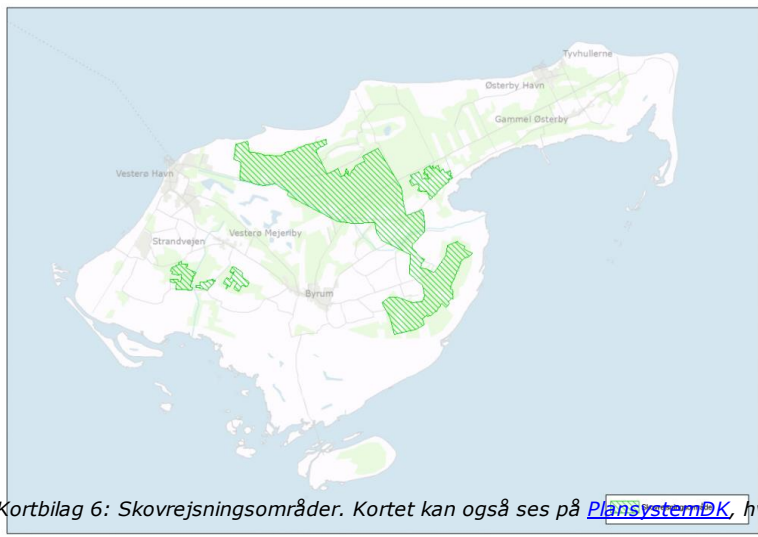 Tyvhullerne
Østerby Havn
Gammel Østerby
Vesterø Havn
Vesterø Mejeriby
Strandvejen
Byrum
Kortbilag 6: Skovrejsningsområder. Kortet kan også ses på PlansystemDK, hv